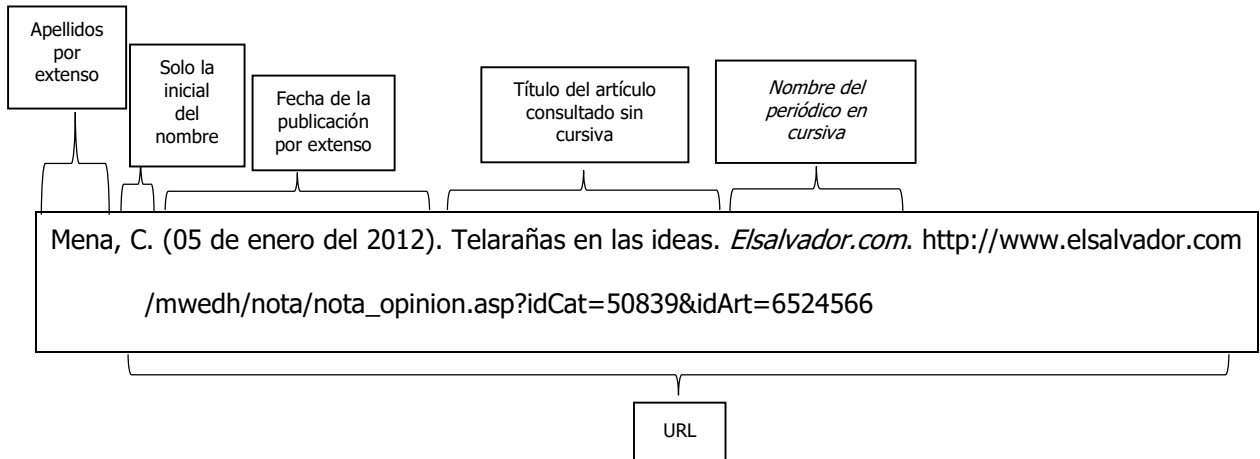 Apellidos
por
extenso
Solo la
inicial
del
nombre
Fecha de la
publicación
por extenso
Título del artículo
consultado sin
cursiva
Nombre del
periódico en
cursiva
Mena, C. (05 de enero del 2012). Telarañas en las ideas. Elsalvador.com. http://www.elsalvador.com
/mwedh/nota/nota_opinion.asp?idCat=50839&idArt=6524566
URL